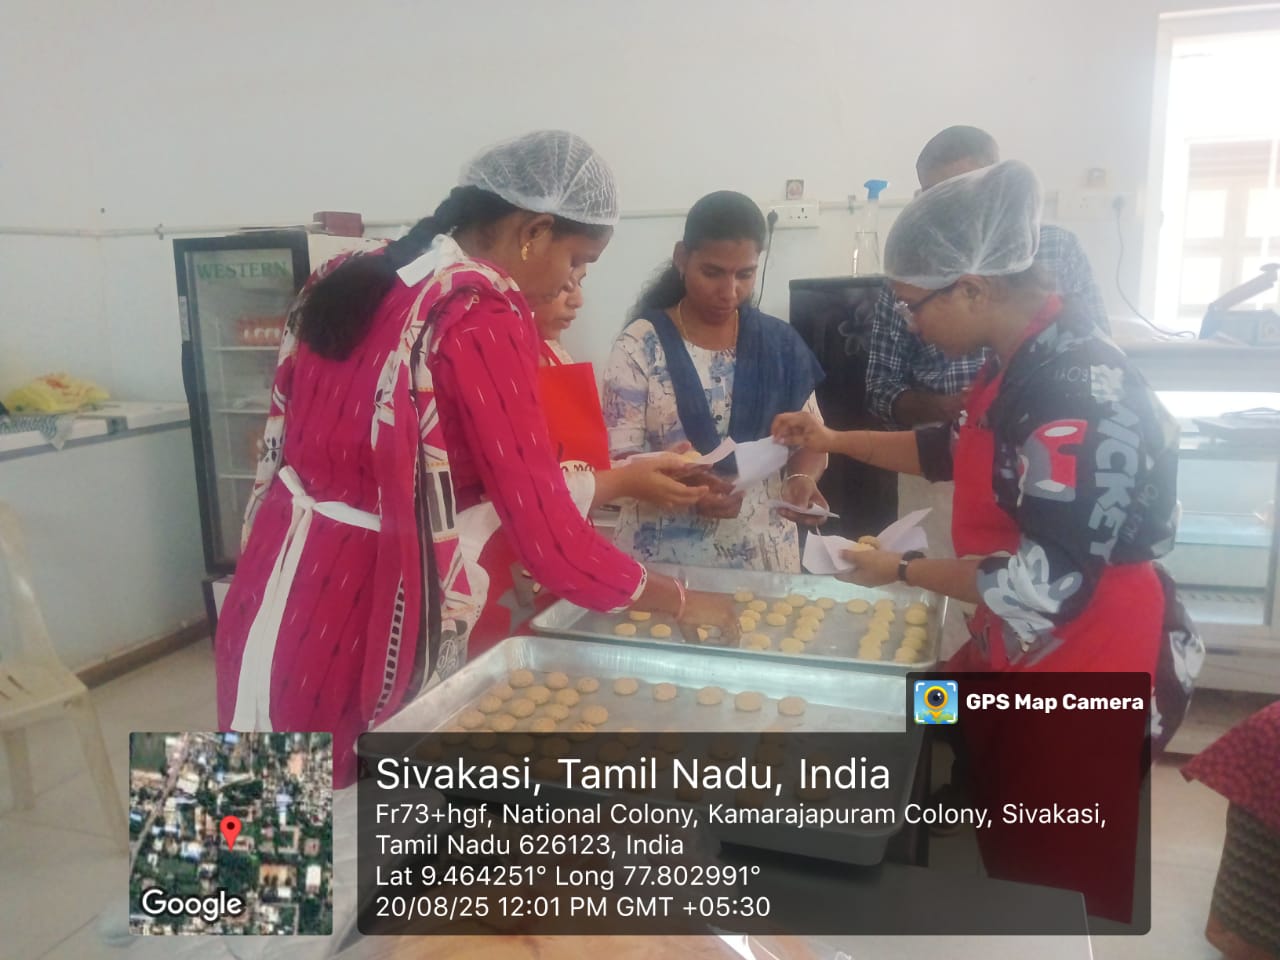 WESTERN
MICKEY
GPS Map Camera
Sivakasi, Tamil Nadu, India
Fr73+hgf, National Colony, Kamarajapuram Colony, Sivakasi,
Tamil Nadu 626123, India
Lat 9.464251° Long 77.802991°
20/08/25 12:01 PM GMT +05:30
Google